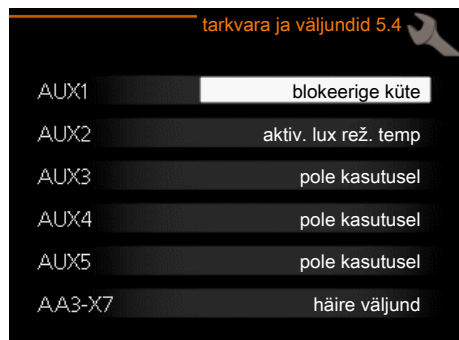 tarkvara ja väljundid 5.4
AUX1 blokeerige küte
AUX2 aktiv. lux rež. temp
AUX3 pole kasutusel
AUX4 pole kasutusel
AUX5 pole kasutusel
AA3-X7 häire väljund